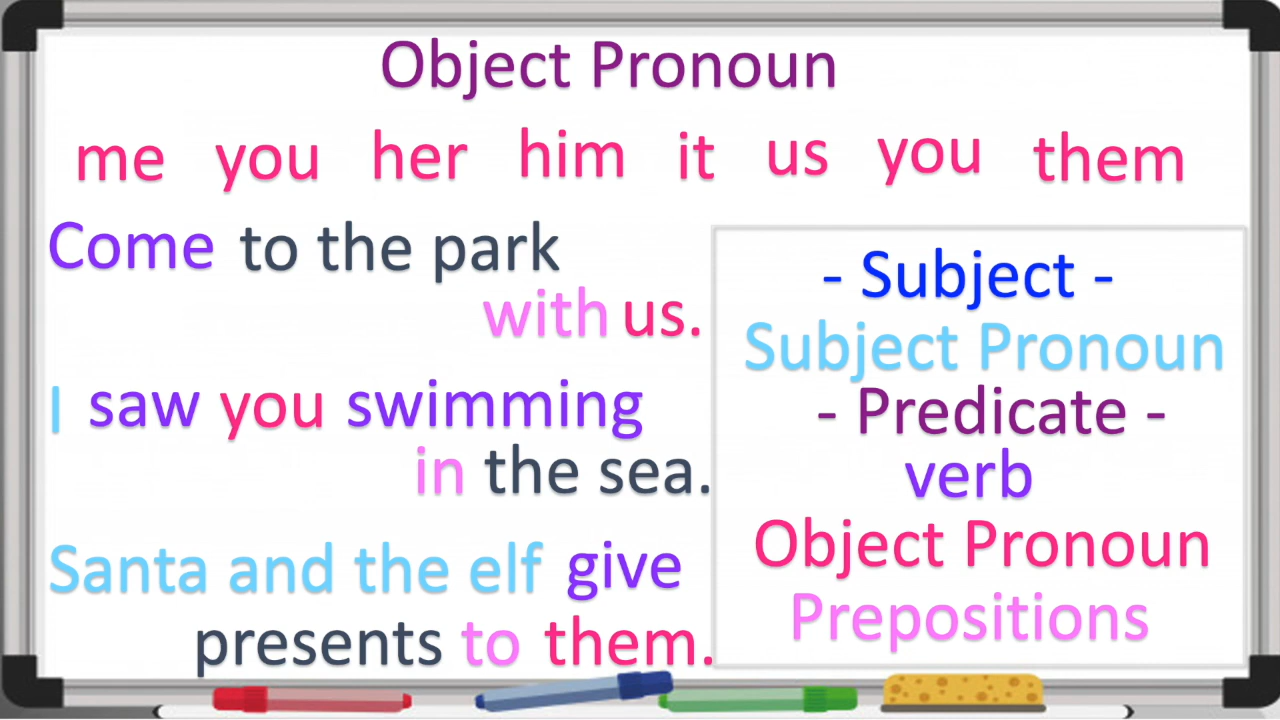 Object Pronoun
me you her him it us you them
Come to the park
with us.
I saw you swimming
in the sea.
Santa and the elf give
presents to them.
- Subject -
Subject Pronoun
- Predicate -
verb
Object Pronoun
Prepositions